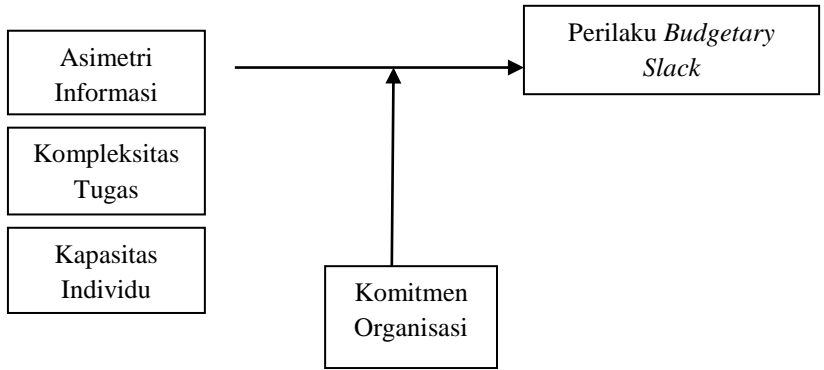 Asimetri
Informasi
Perilaku Budgetary
Slack
Kompleksitas
Tugas
Kapasitas
Individu
Komitmen
Organisasi